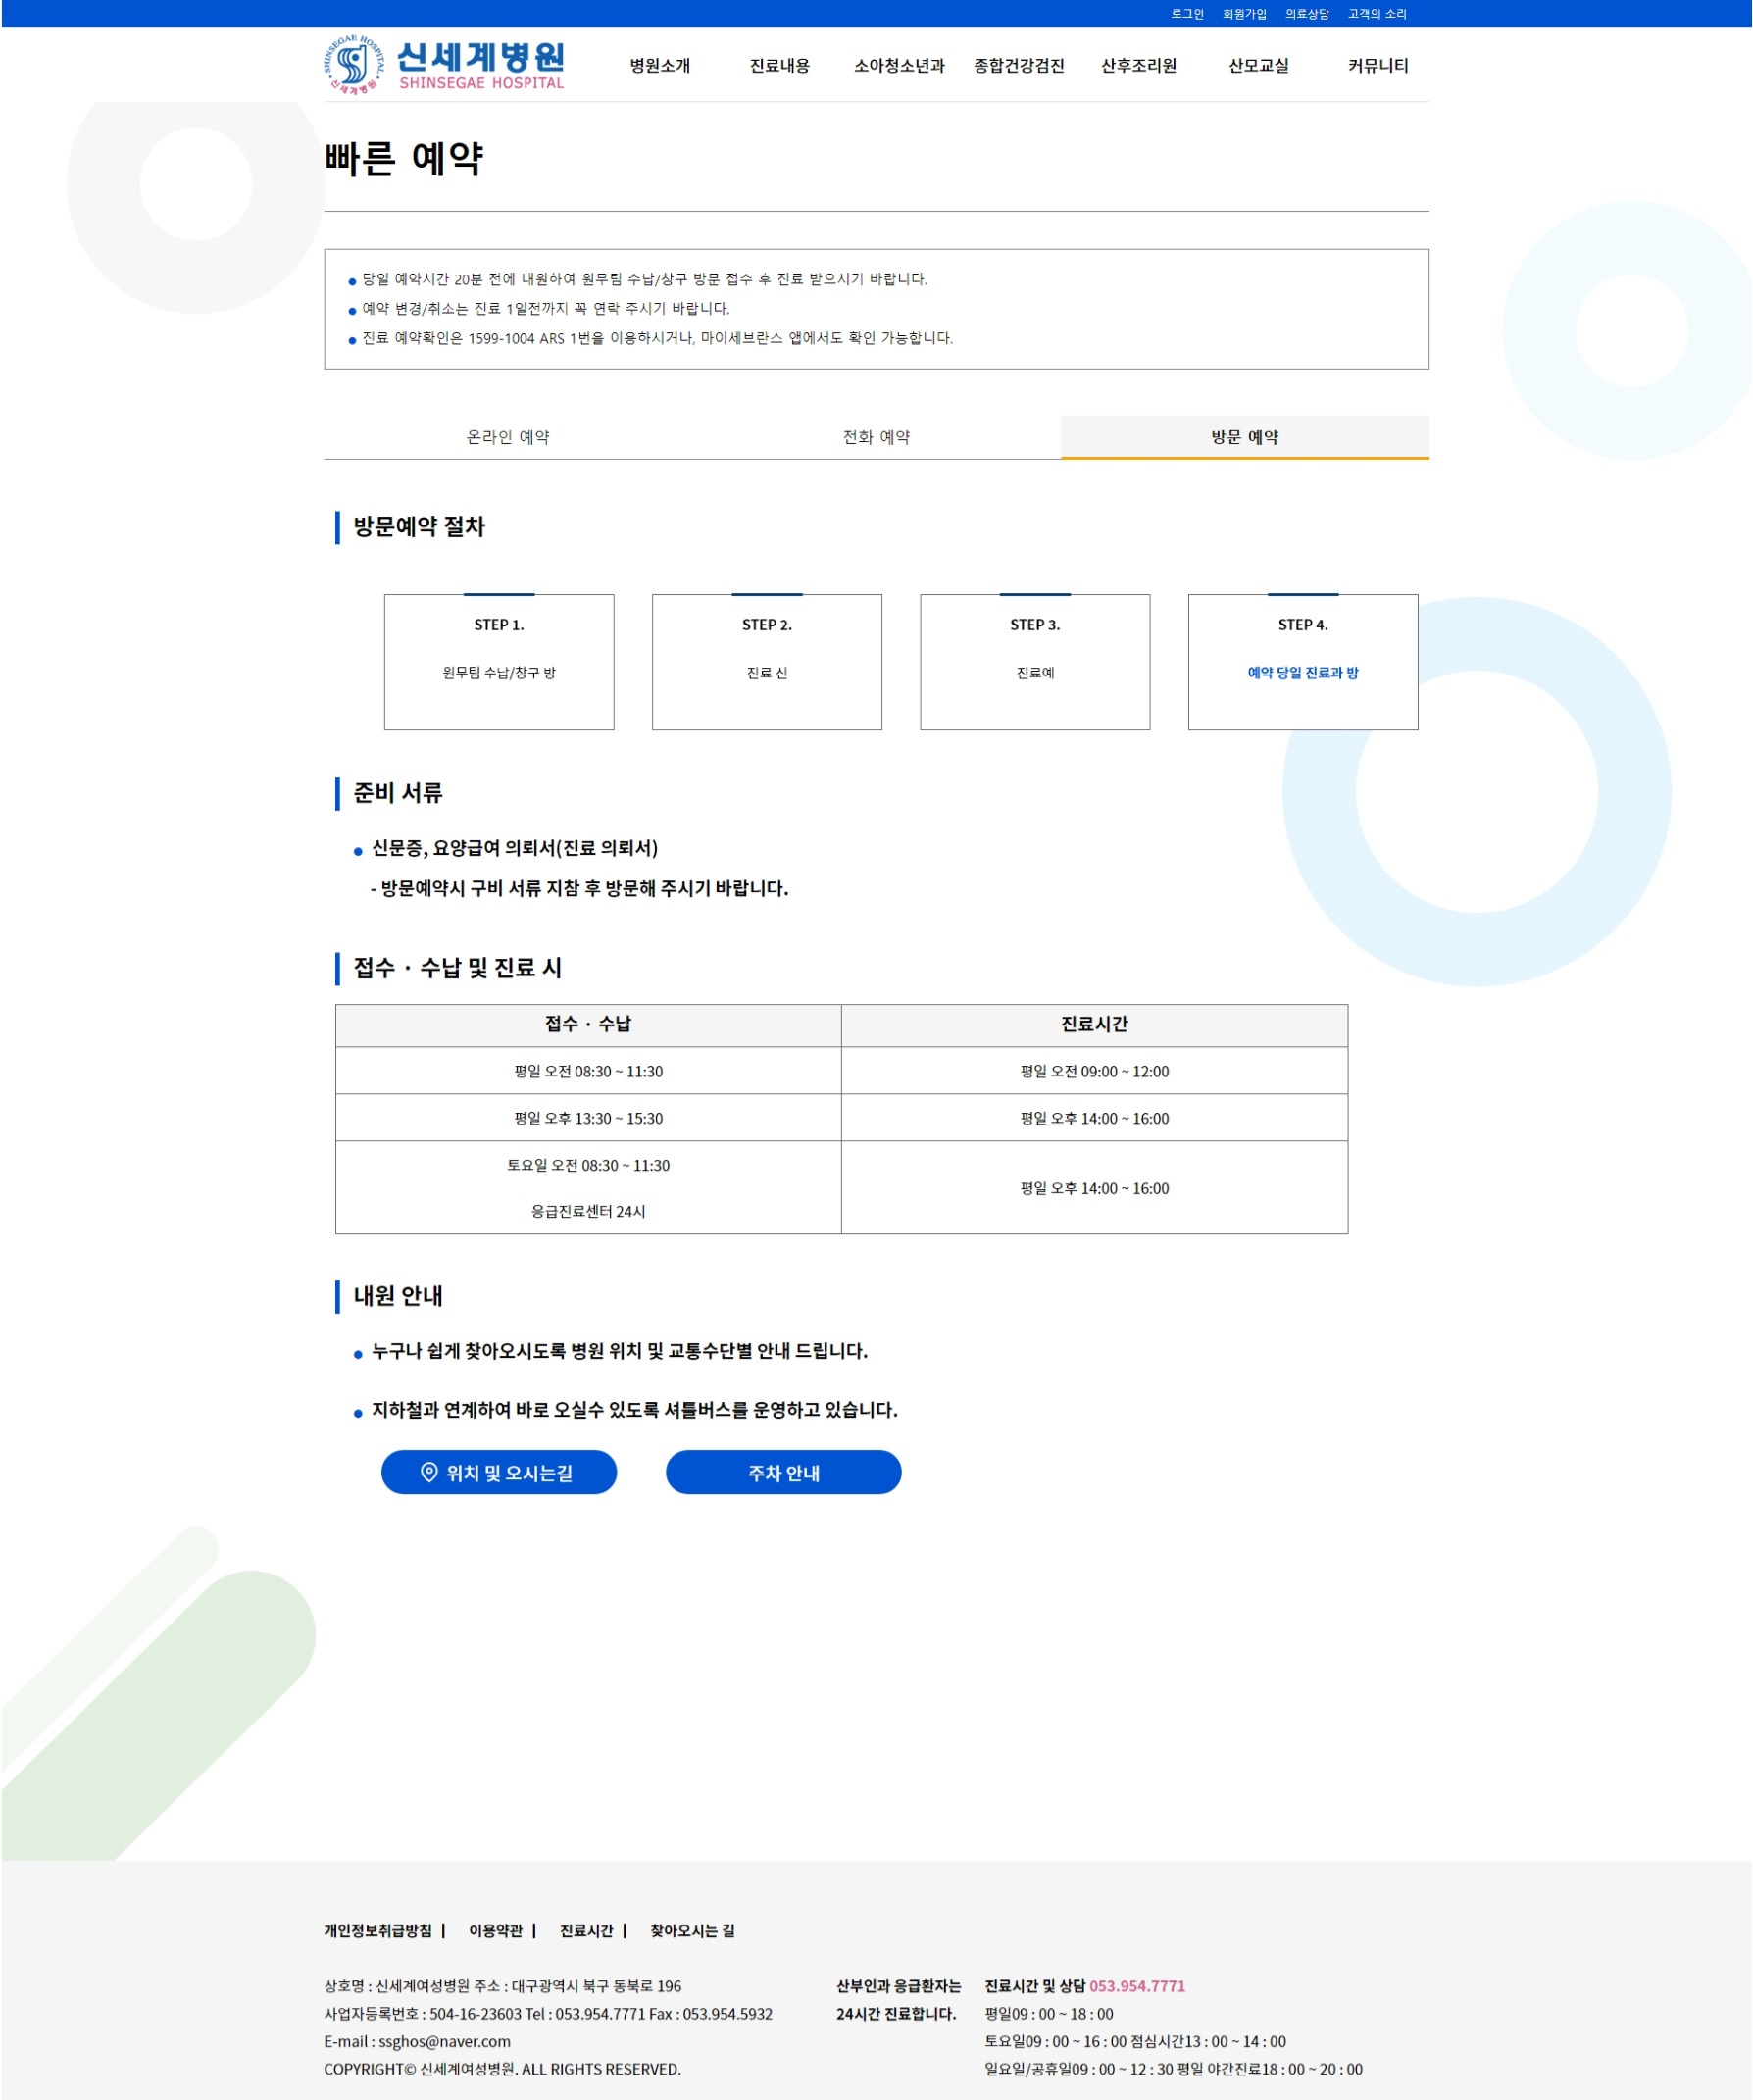 로그인 회원가입 의료상담 고객의 소리
SHINSEGAE HOSPITAL
신세계병원
신세계병원
SHINSEGAE HOSPITAL
병원소개 진료내용 소아청소년과 종합건강검진 산후조리원 산모교실 커뮤니티
빠른 예약
당일 예약시간 20분 전에 내원하여 원무팀 수납/창구 방문 접수 후 진료 받으시기 바랍니다.
예약 변경/취소는 진료 1일전까지 꼭 연락 주시기 바랍니다.
진료 예약확인은 1599-1004 ARS 1번을 이용하시거나, 마이세브란스 앱에서도 확인 가능합니다.
온라인 예약 전화 예약 방문 예약
방문예약 절차
STEP 1. STEP 2. STEP 3. STEP 4.
원무팀 수납/창구 방 진료 신 진료예 예약 당일 진료과 방
준비 서류
신문증, 요양급여 의뢰서(진료 의뢰서)
- 방문예약시 구비 서류 지참 후 방문해 주시기 바랍니다.
접수 · 수납 및 진료 시
접수 · 수납 진료시간
평일 오전 08:30 ~ 11:30 평일 오전 09:00 ~ 12:00
평일 오후 13:30 ~ 15:30 평일 오후 14:00 ~ 16:00
토요일 오전 08:30 ~ 11:30
평일 오후 14:00 ~ 16:00
응급진료센터 24시
내원 안내
누구나 쉽게 찾아오시도록 병원 위치 및 교통수단별 안내 드립니다.
지하철과 연계하여 바로 오실수 있도록 셔틀버스를 운영하고 있습니다.
위치 및 오시는길 주차 안내
개인정보취급방침 | 이용약관 | 진료시간 | 찾아오시는 길
상호명 : 신세계여성병원 주소 : 대구광역시 북구 동북로 196
사업자등록번호 : 504-16-23603 Tel : 053.954.7771 Fax : 053.954.5932
E-mail : ssghos@naver.com
COPYRIGHT© 신세계여성병원. ALL RIGHTS RESERVED.
산부인과 응급환자는
24시간 진료합니다.
진료시간 및 상담 053.954.7771
평일09 : 00 ~ 18 : 00
토요일09 : 00 ~ 16 : 00 점심시간13 : 00 ~ 14 : 00
일요일/공휴일09 : 00 ~ 12 : 30 평일 야간진료18 : 00 ~ 20 : 00